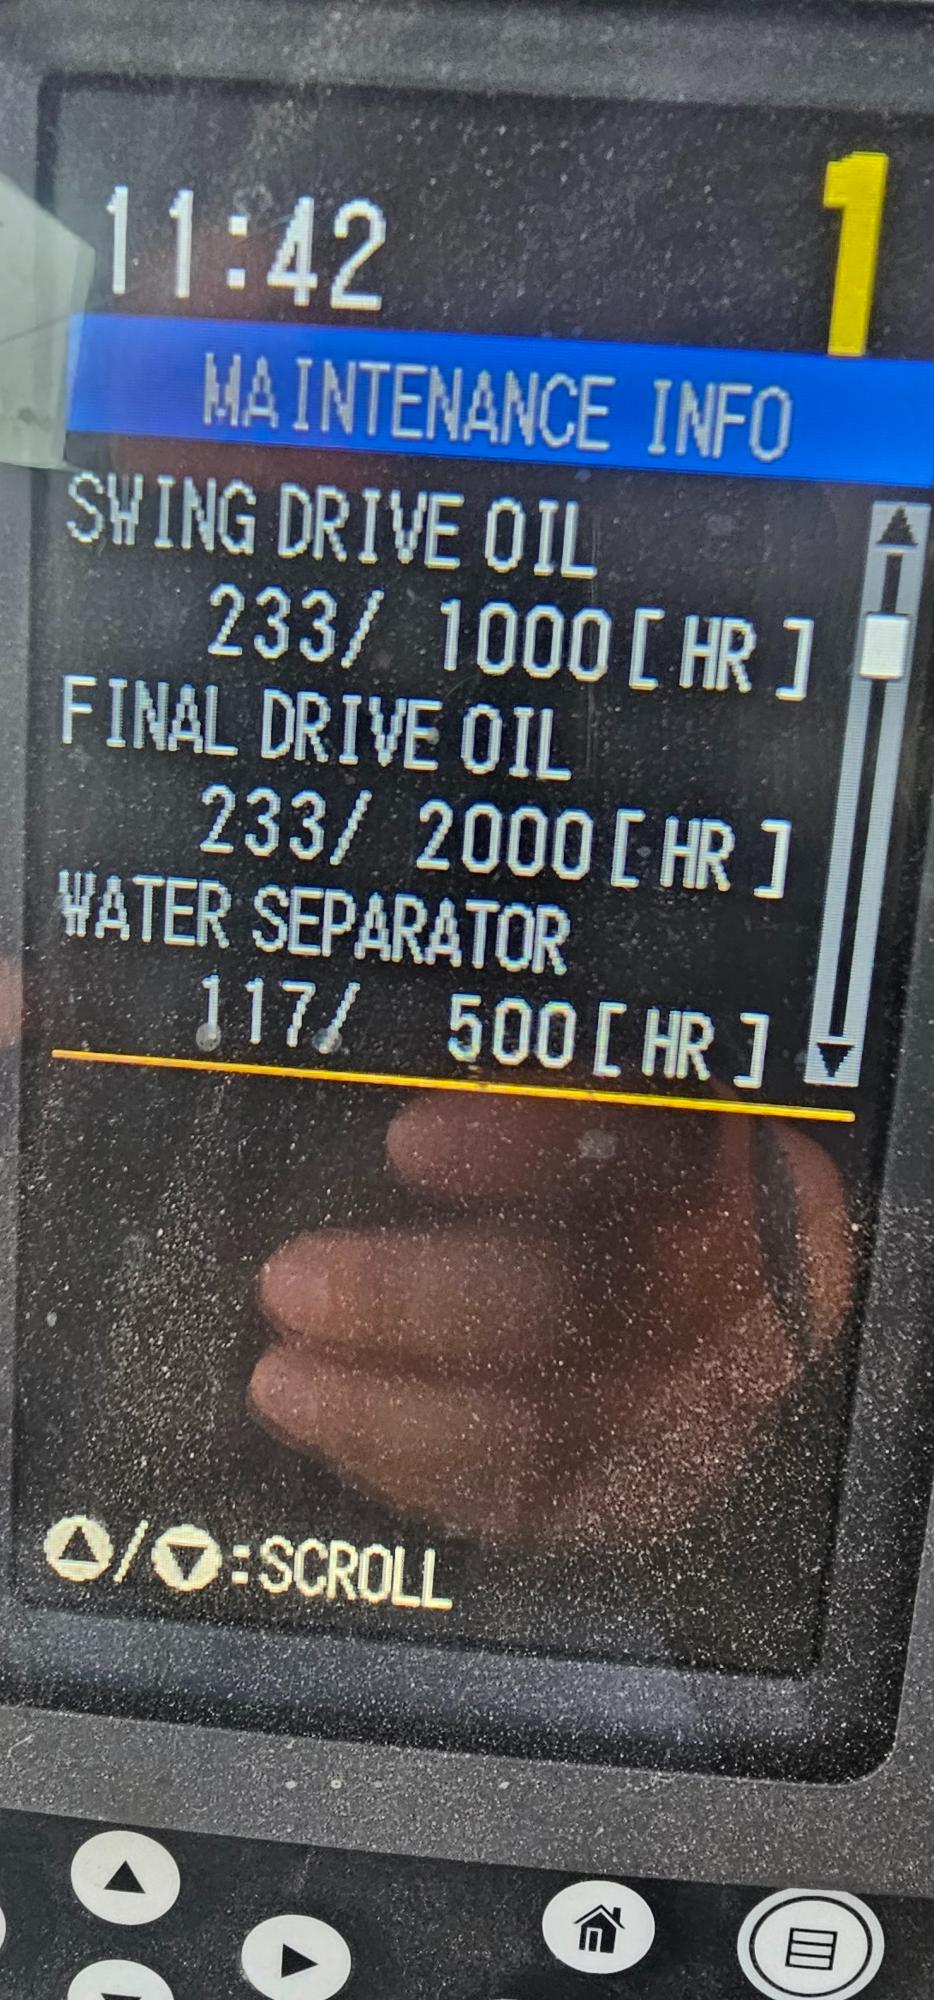 11:42
1
MAINTENANCE INFO
SWING DRIVE OIL
233/ 1000[HR]
FINAL DRIVE OIL
233/ 2000[HR]
WATER SEPARATOR
117/ 500[HR]
▲/▼:SCROLL